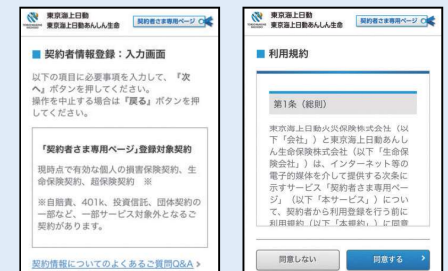 東京海上日動
東京海上日動あんしん生命
契約者さま専用ページ
契約者情報登録：入力画面
以下の項目に必要事項を入力して、『次
へ』ボタンを押してください。
操作を中止する場合は『戻る』ボタンを押
してください。
「契約者さま専用ページ」登録対象契約
現時点で有効な個人の損害保険契約、生
命保険契約、超保険契約　※
※自賠責、401k、投資信託、団体契約の
一部など、一部サービス対象外となるご
契約があります。
契約情報についてのよくあるご質問Q&A >
東京海上日動
東京海上日動あんしん生命
契約者さま専用ページ
利用規約
第1条（総則）
東京海上日動火災保険株式会社（以
下「会社」）と東京海上日動あんし
ん生命保険株式会社（以下「生命保
険会社」）は、インターネット等の
電子的媒体を介して提供する次条に
示すサービス「契約者さま専用ペー
ジ」（以下「本サービス」）につい
て、契約者から利用登録を行う前に
利用規約（以下「本規約」）に同意
同意しない
同意する >